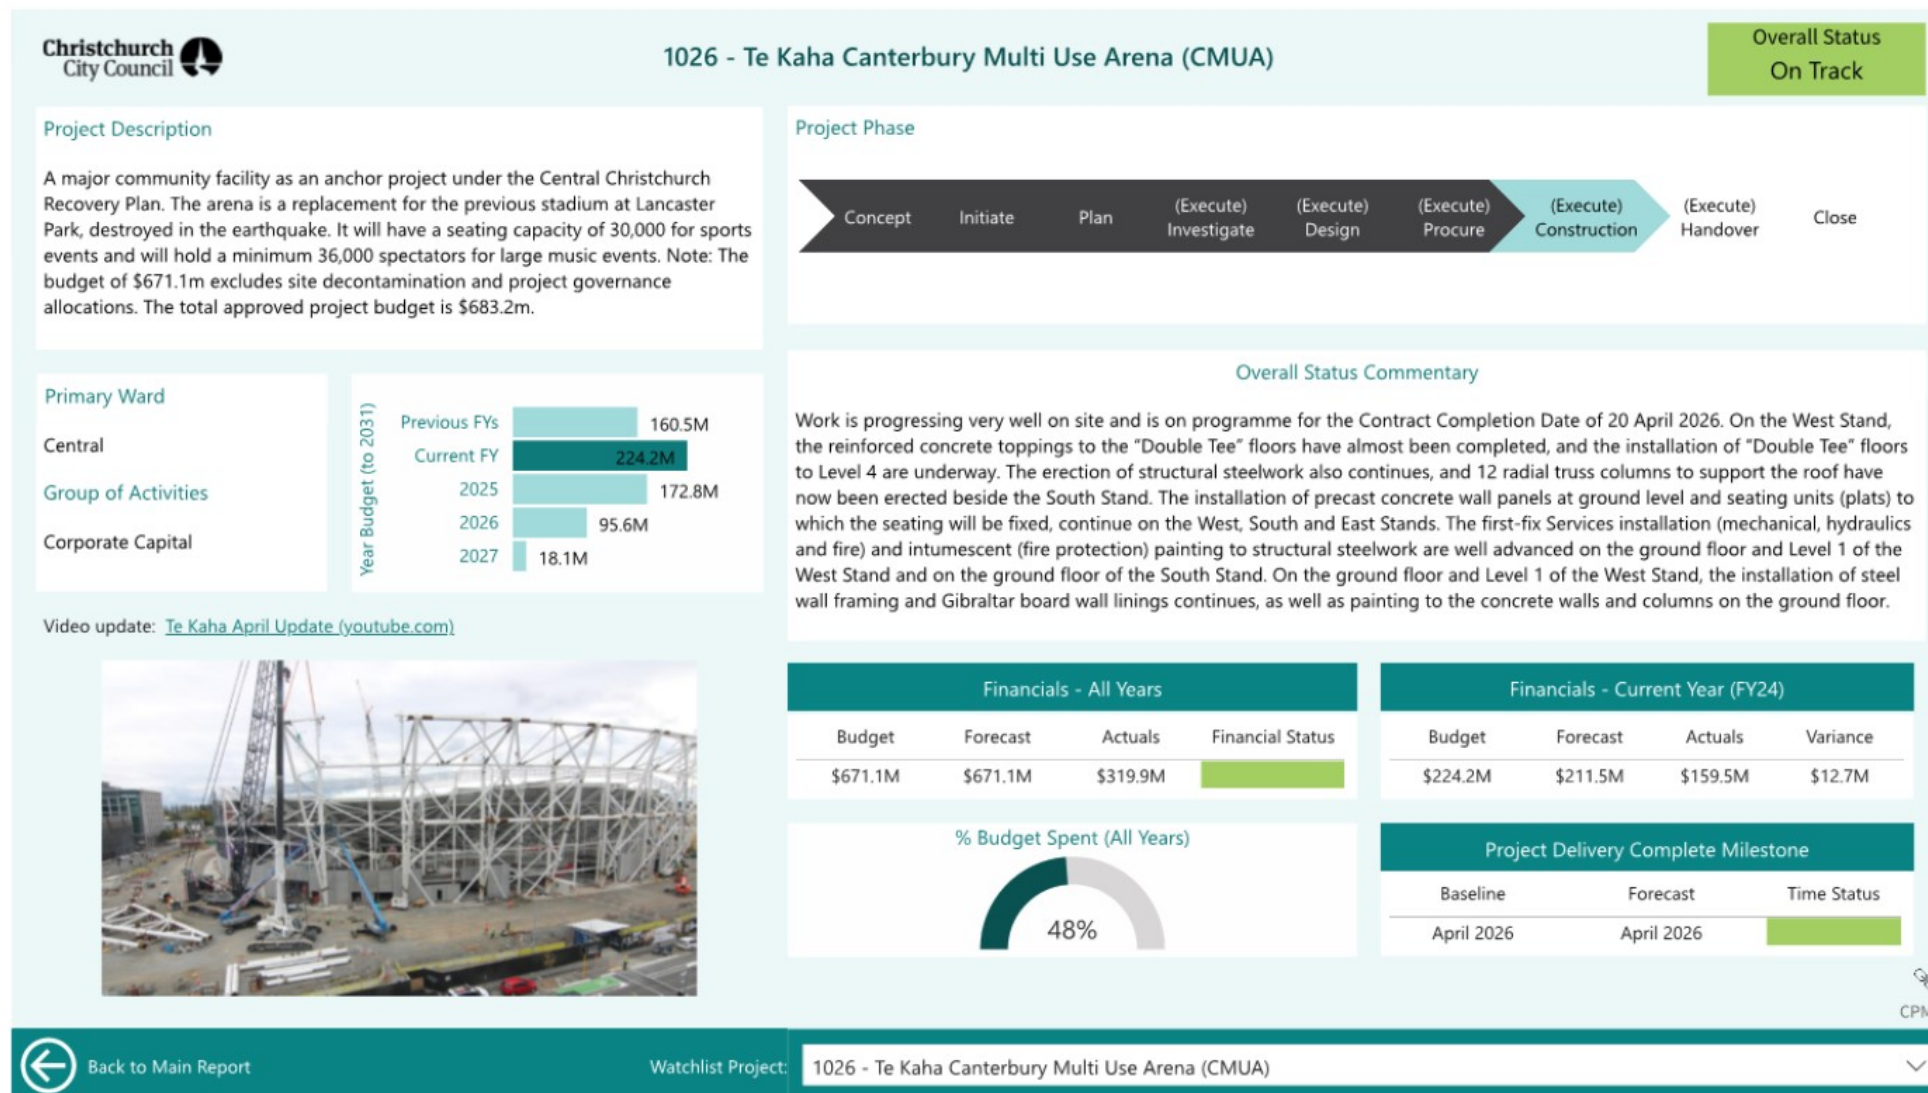 Christchurch
City Council
1026 - Te Kaha Canterbury Multi Use Arena (CMUA)
Overall Status
On Track
Project Description
A major community facility as an anchor project under the Central Christchurch
Recovery Plan. The arena is a replacement for the previous stadium at Lancaster
Park, destroyed in the earthquake. It will have a seating capacity of 30,000 for sports
events and will hold a minimum 36,000 spectators for large music events. Note: The
budget of $671.1m excludes site decontamination and project governance
allocations. The total approved project budget is $683.2m.
Project Phase
Concept
Initiate
Plan
(Execute)
Investigate
(Execute)
Design
(Execute)
Procure
(Execute)
Construction
(Execute)
Handover
Close
Primary Ward
Central
Group of Activities
Corporate Capital
Year Budget (to 2031)
Previous FYs 160.5M
Current FY 224.2M
2025 172.8M
2026 95.6M
2027 18.1M
Overall Status Commentary
Work is progressing very well on site and is on programme for the Contract Completion Date of 20 April 2026. On the West Stand,
the reinforced concrete toppings to the “Double Tee” floors have almost been completed, and the installation of “Double Tee” floors
to Level 4 are underway. The erection of structural steelwork also continues, and 12 radial truss columns to support the roof have
now been erected beside the South Stand. The installation of precast concrete wall panels at ground level and seating units (plats) to
which the seating will be fixed, continue on the West, South and East Stands. The first-fix Services installation (mechanical, hydraulics
and fire) and intumescent (fire protection) painting to structural steelwork are well advanced on the ground floor and Level 1 of the
West Stand and on the ground floor of the South Stand. On the ground floor and Level 1 of the West Stand, the installation of steel
wall framing and Gibraltar board wall linings continues, as well as painting to the concrete walls and columns on the ground floor.
Video update: Te Kaha April Update (youtube.com)
Financials - All Years
Budget Forecast Actuals Financial Status
$671.1M $671.1M $319.9M
Financials - Current Year (FY24)
Budget Forecast Actuals Variance
$224.2M $211.5M $159.5M $12.7M
% Budget Spent (All Years)
48%
Project Delivery Complete Milestone
Baseline Forecast Time Status
April 2026 April 2026
Back to Main Report
Watchlist Project:
1026 - Te Kaha Canterbury Multi Use Arena (CMUA)